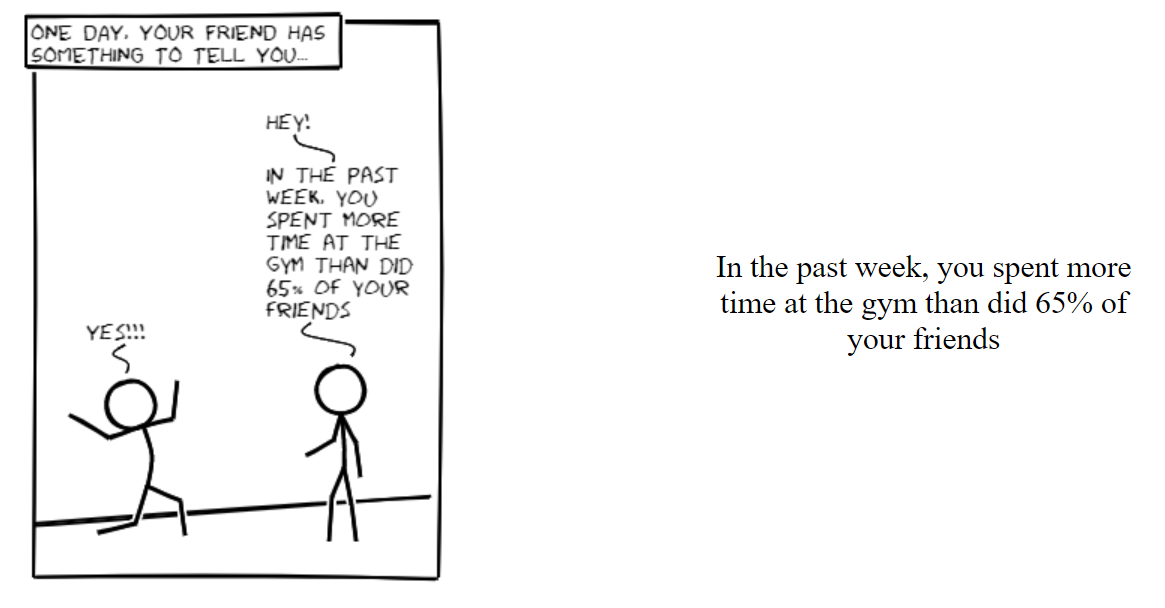 ONE DAY, YOUR FRIEND HAS
SOMETHING TO TELL YOU...
HEY!
IN THE PAST
WEEK, YOU
SPENT MORE
TIME AT THE
GYM THAN DID
65% OF YOUR
FRIENDS
YES!!!
In the past week, you spent more
time at the gym than did 65% of
your friends